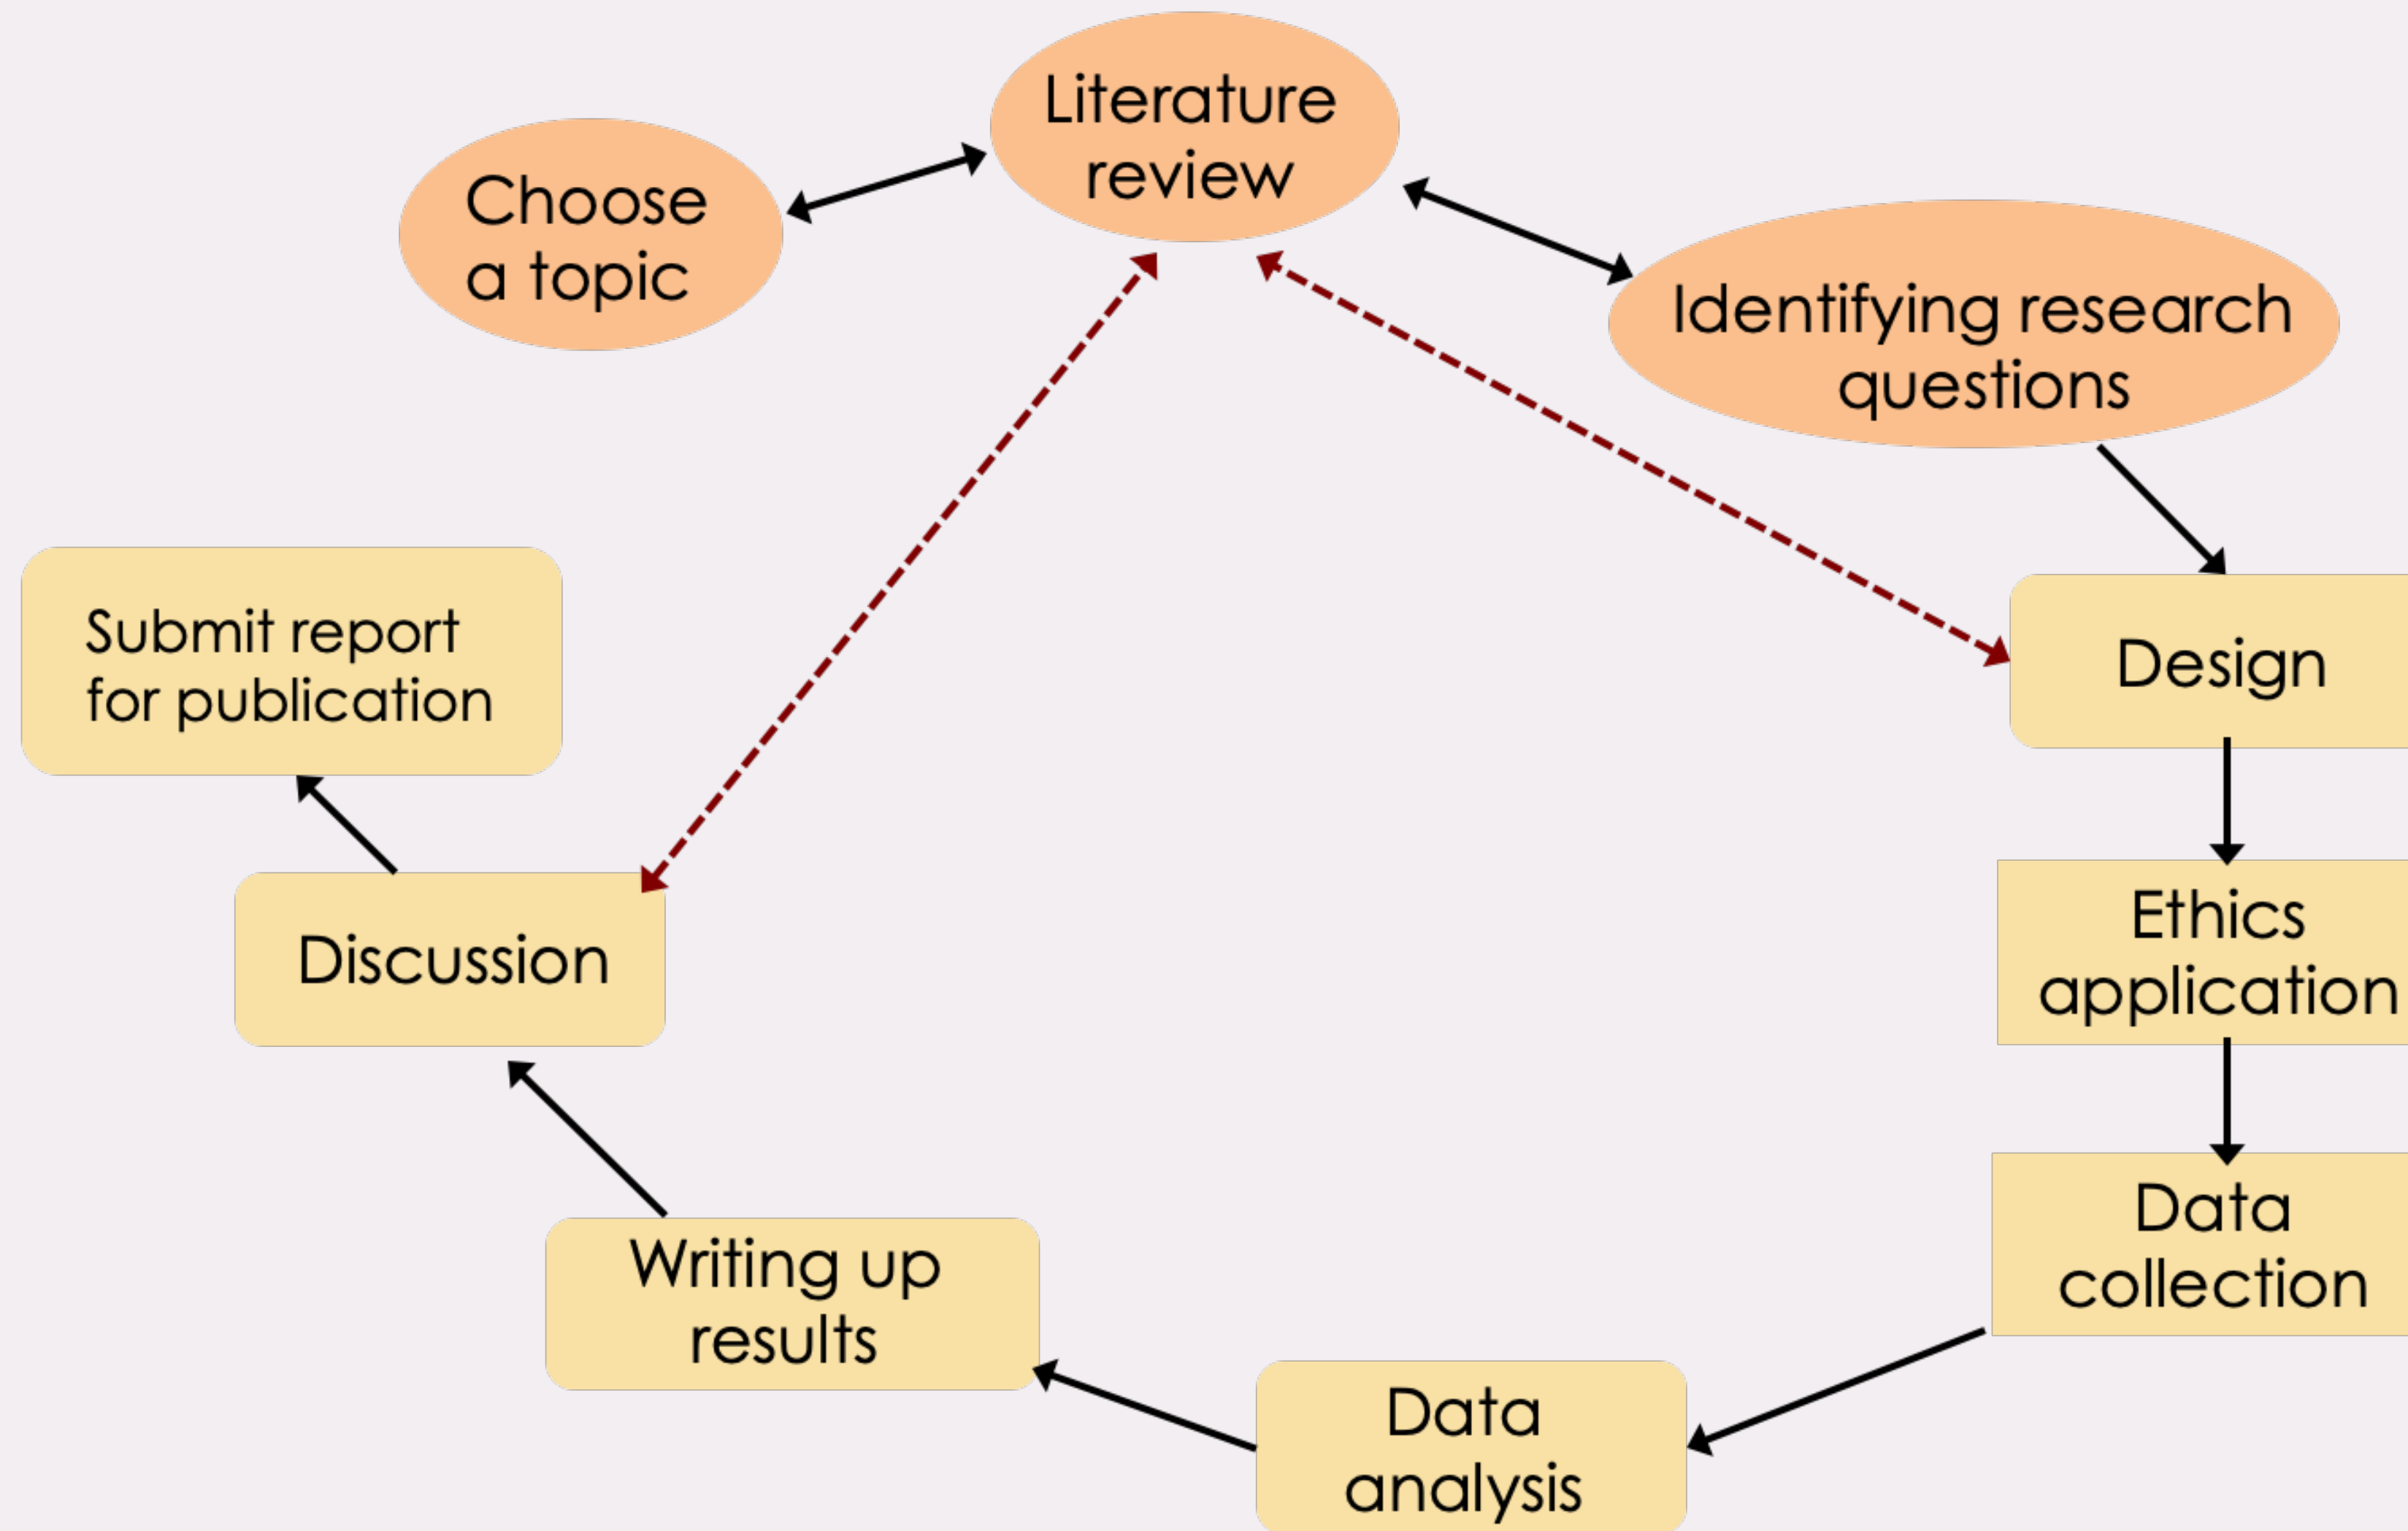 Literature
review
Choose
a topic
Identifying research
questions
Submit report
for publication
Design
Ethics
application
Discussion
Data
collection
Writing up
results
Data
analysis